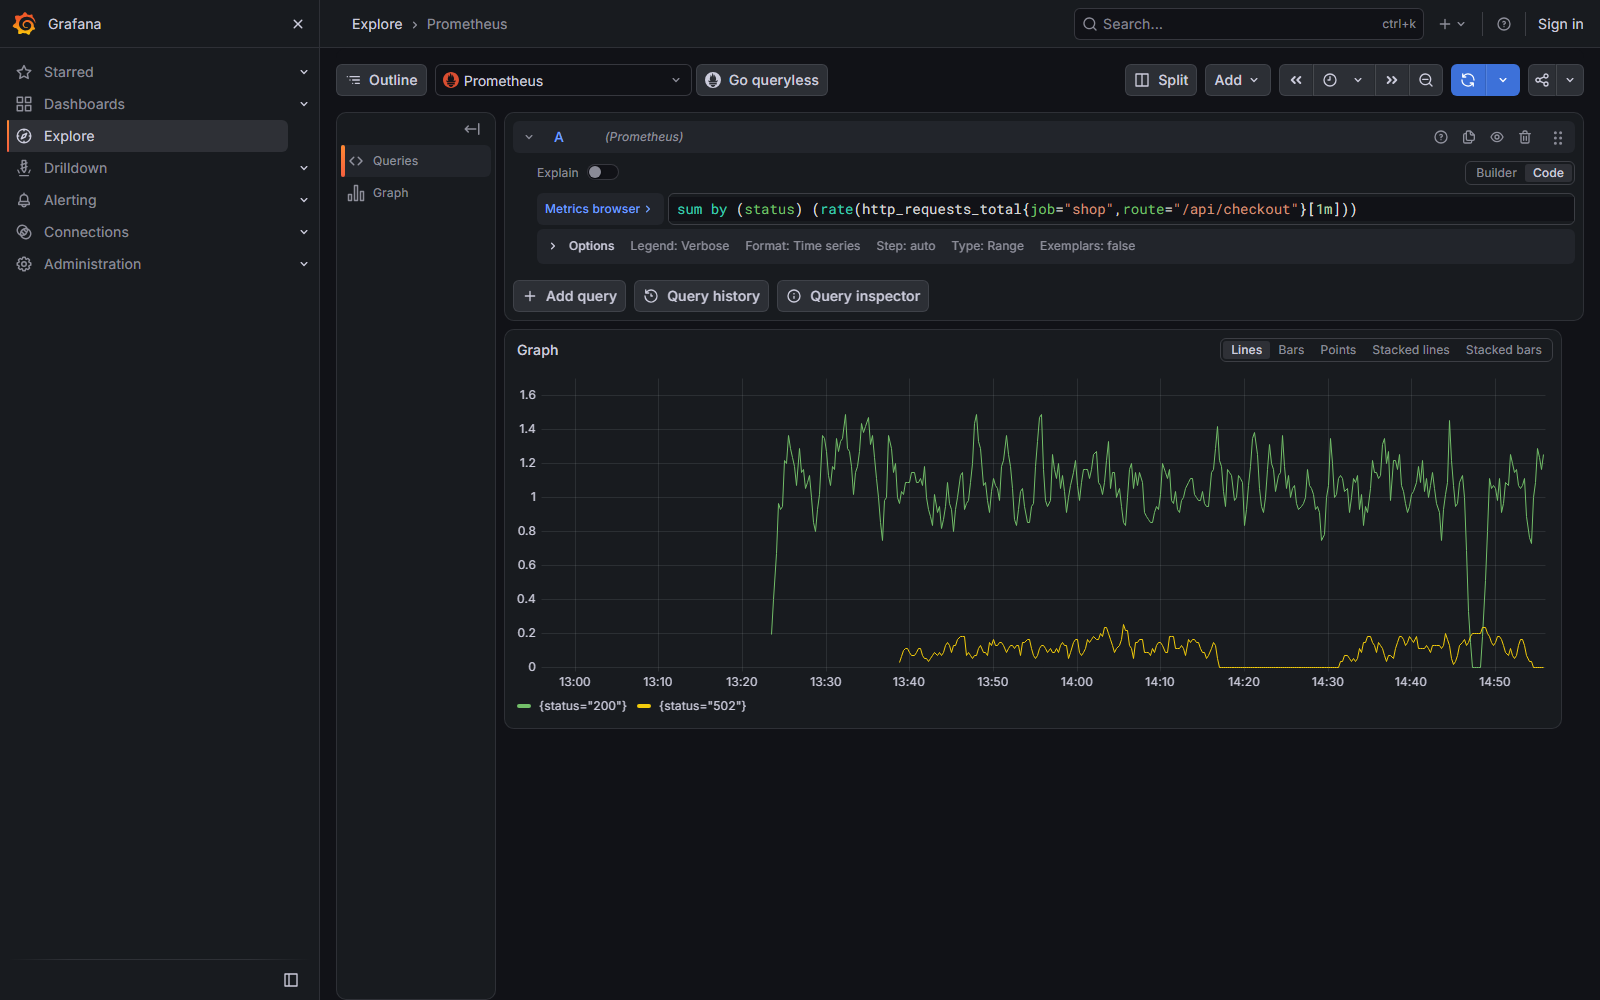 Grafana
Explore › Prometheus
Search... ctrl+k
Sign in
Starred
Dashboards
Explore
Drilldown
Alerting
Connections
Administration
Outline
Prometheus
Go queryless
Split
Add
Queries
Graph
A (Prometheus)
Explain
Builder Code
Metrics browser >
sum by (status) (rate(http_requests_total{job="shop",route="/api/checkout"}[1m]))
Options Legend: Verbose Format: Time series Step: auto Type: Range Exemplars: false
+ Add query
Query history
Query inspector
Graph
Lines Bars Points Stacked lines Stacked bars
1.6
1.4
1.2
1
0.8
0.6
0.4
0.2
0
13:00 13:10 13:20 13:30 13:40 13:50 14:00 14:10 14:20 14:30 14:40 14:50
{status="200"} {status="502"}